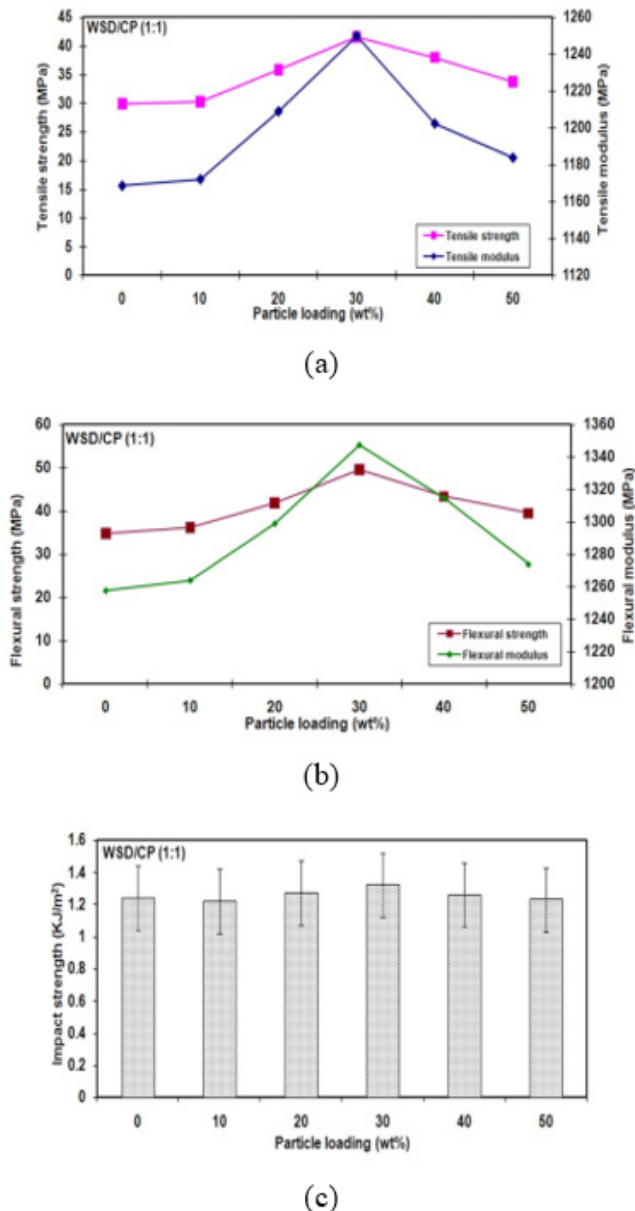 WSD/CP (1:1)
45
40
35
30
25
20
15
10
5
0
Tensile strength (MPa)
1260
1240
1220
1200
1180
1160
1140
1120
Tensile modulus (MPa)
Tensile strength
Tensile modulus
0 10 20 30 40 50
Particle loading (wt%)
(a)
WSD/CP (1:1)
60
50
40
30
20
10
0
Flexural strength (MPa)
1360
1340
1320
1300
1280
1260
1240
1220
1200
Flexural modulus (MPa)
Flexural strength
Flexural modulus
0 10 20 30 40 50
Particle loading (wt%)
(b)
WSD/CP (1:1)
1.6
1.4
1.2
1
0.8
0.6
0.4
0.2
0
Impact strength (KJ/m²)
0 10 20 30 40 50
Particle loading (wt%)
(c)